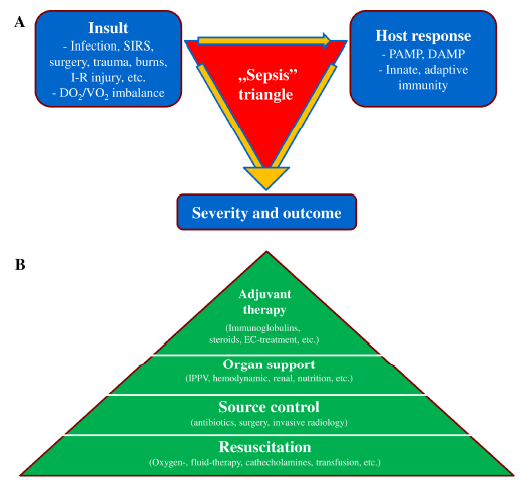 A
Insult
- Infection, SIRS,
surgery, trauma, burns,
I-R injury, etc.
- DO₂/VO₂ imbalance
„Sepsis”
triangle
Host response
- PAMP, DAMP
- Innate, adaptive
immunity
Severity and outcome
B
Adjuvant
therapy
(Immunoglobulins,
steroids, EC-treatment, etc.)
Organ support
(IPPV, hemodynamic, renal, nutrition, etc.)
Source control
(antibiotics, surgery, invasive radiology)
Resuscitation
(Oxygen-, fluid-therapy, cathecholamines, transfusion, etc.)